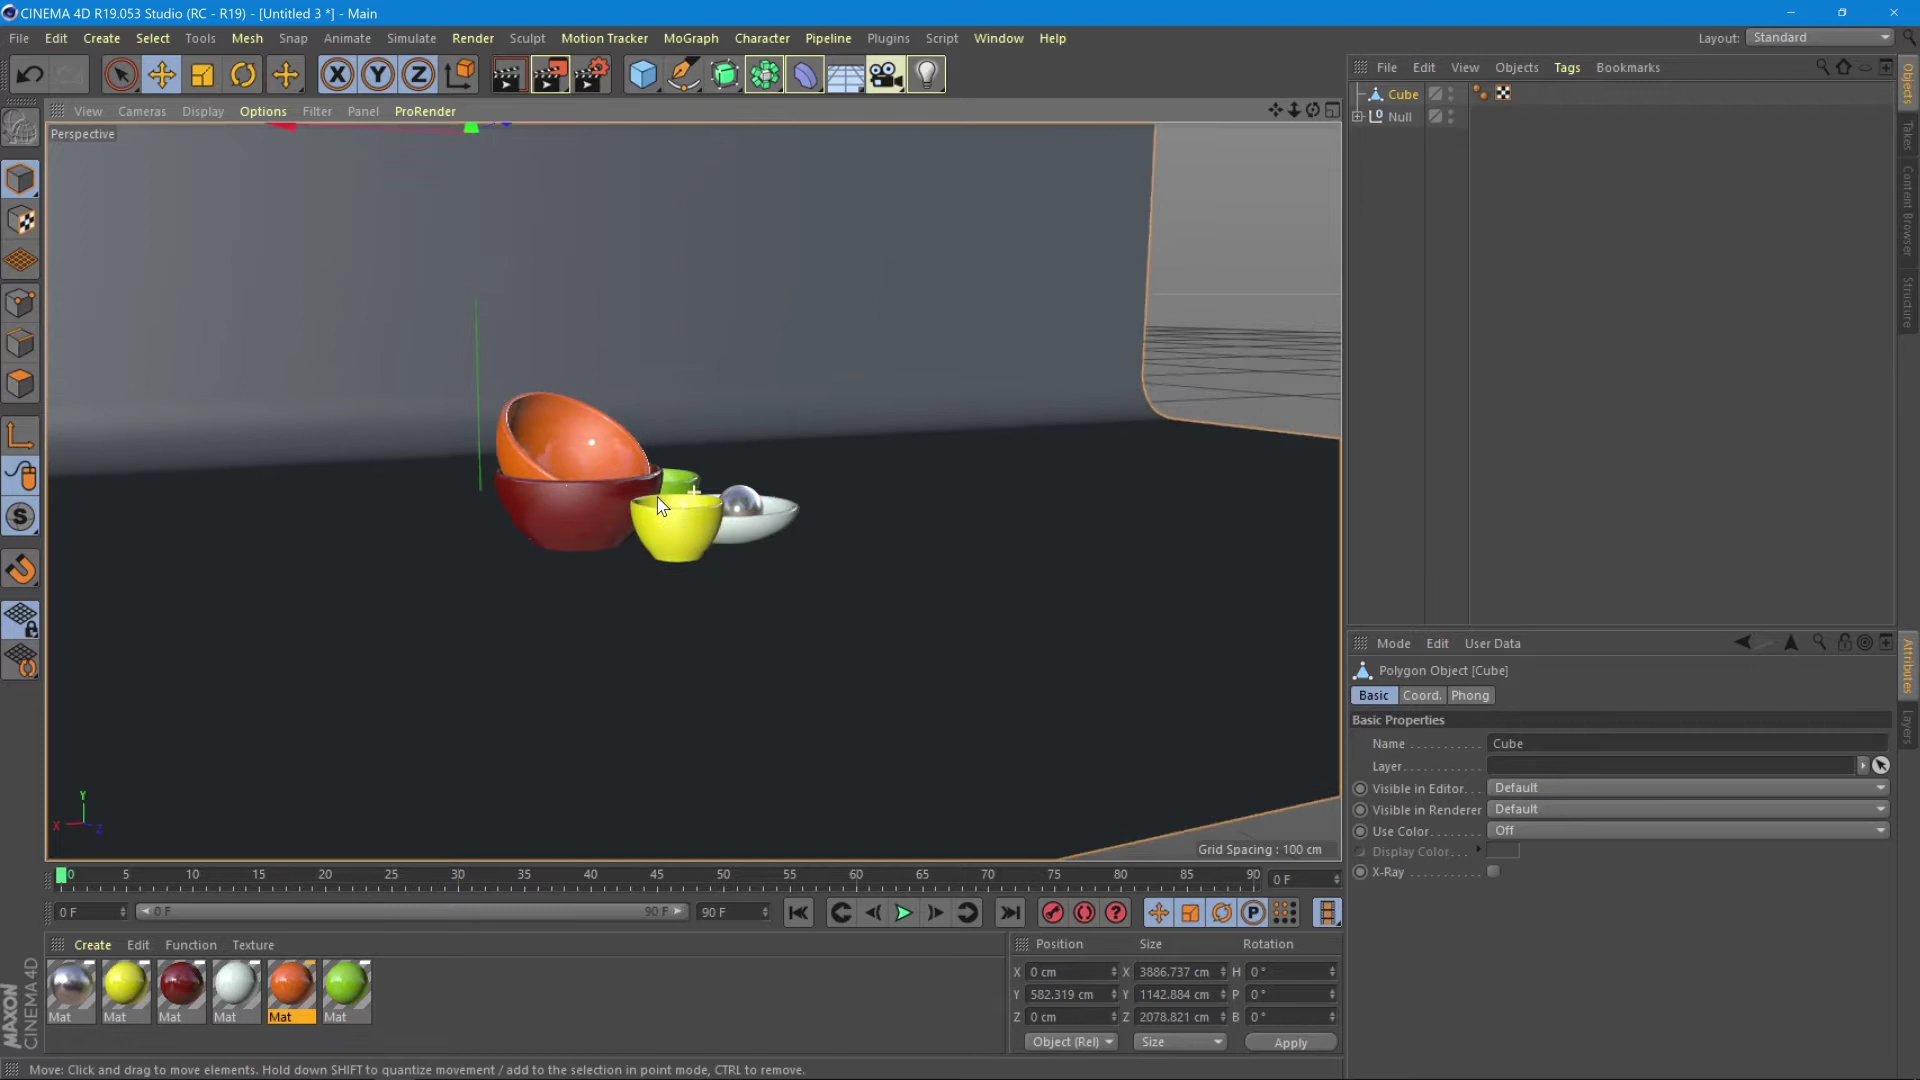 CINEMA 4D R19.053 Studio (RC - R19) - [Untitled 3 *] - Main
File Edit Create Select Tools Mesh Snap Animate Simulate Render Sculpt Motion Tracker MoGraph Character Pipeline Plugins Script Window Help
Layout: Standard
X Y Z
File Edit View Objects Tags Bookmarks
View Cameras Display Options Filter Panel ProRender
Perspective
Cube
Null
Objects
Takes
Content Browser
Structure
Y
X Z
Grid Spacing : 100 cm
Mode Edit User Data
Polygon Object [Cube]
Basic Coord. Phong
Basic Properties
Name . . . . . . . . . . . Cube
Layer. . . . . . . . . . . .
Visible in Editor. . . Default
Visible in Renderer Default
Use Color. . . . . . . Off
Display Color. . . .
X-Ray . . . . . . . . . .
Attributes
Layers
0 5 10 15 20 25 30 35 40 45 50 55 60 65 70 75 80 85 90 0 F
0 F 0 F 90 F 90 F
P
Create Edit Function Texture
Mat Mat Mat Mat Mat Mat
Position Size Rotation
X 0 cm X 3886.737 cm H 0 °
Y 582.319 cm Y 1142.884 cm P 0 °
Z 0 cm Z 2078.821 cm B 0 °
Object (Rel) Size Apply
MAXON
CINEMA 4D
Move: Click and drag to move elements. Hold down SHIFT to quantize movement / add to the selection in point mode, CTRL to remove.